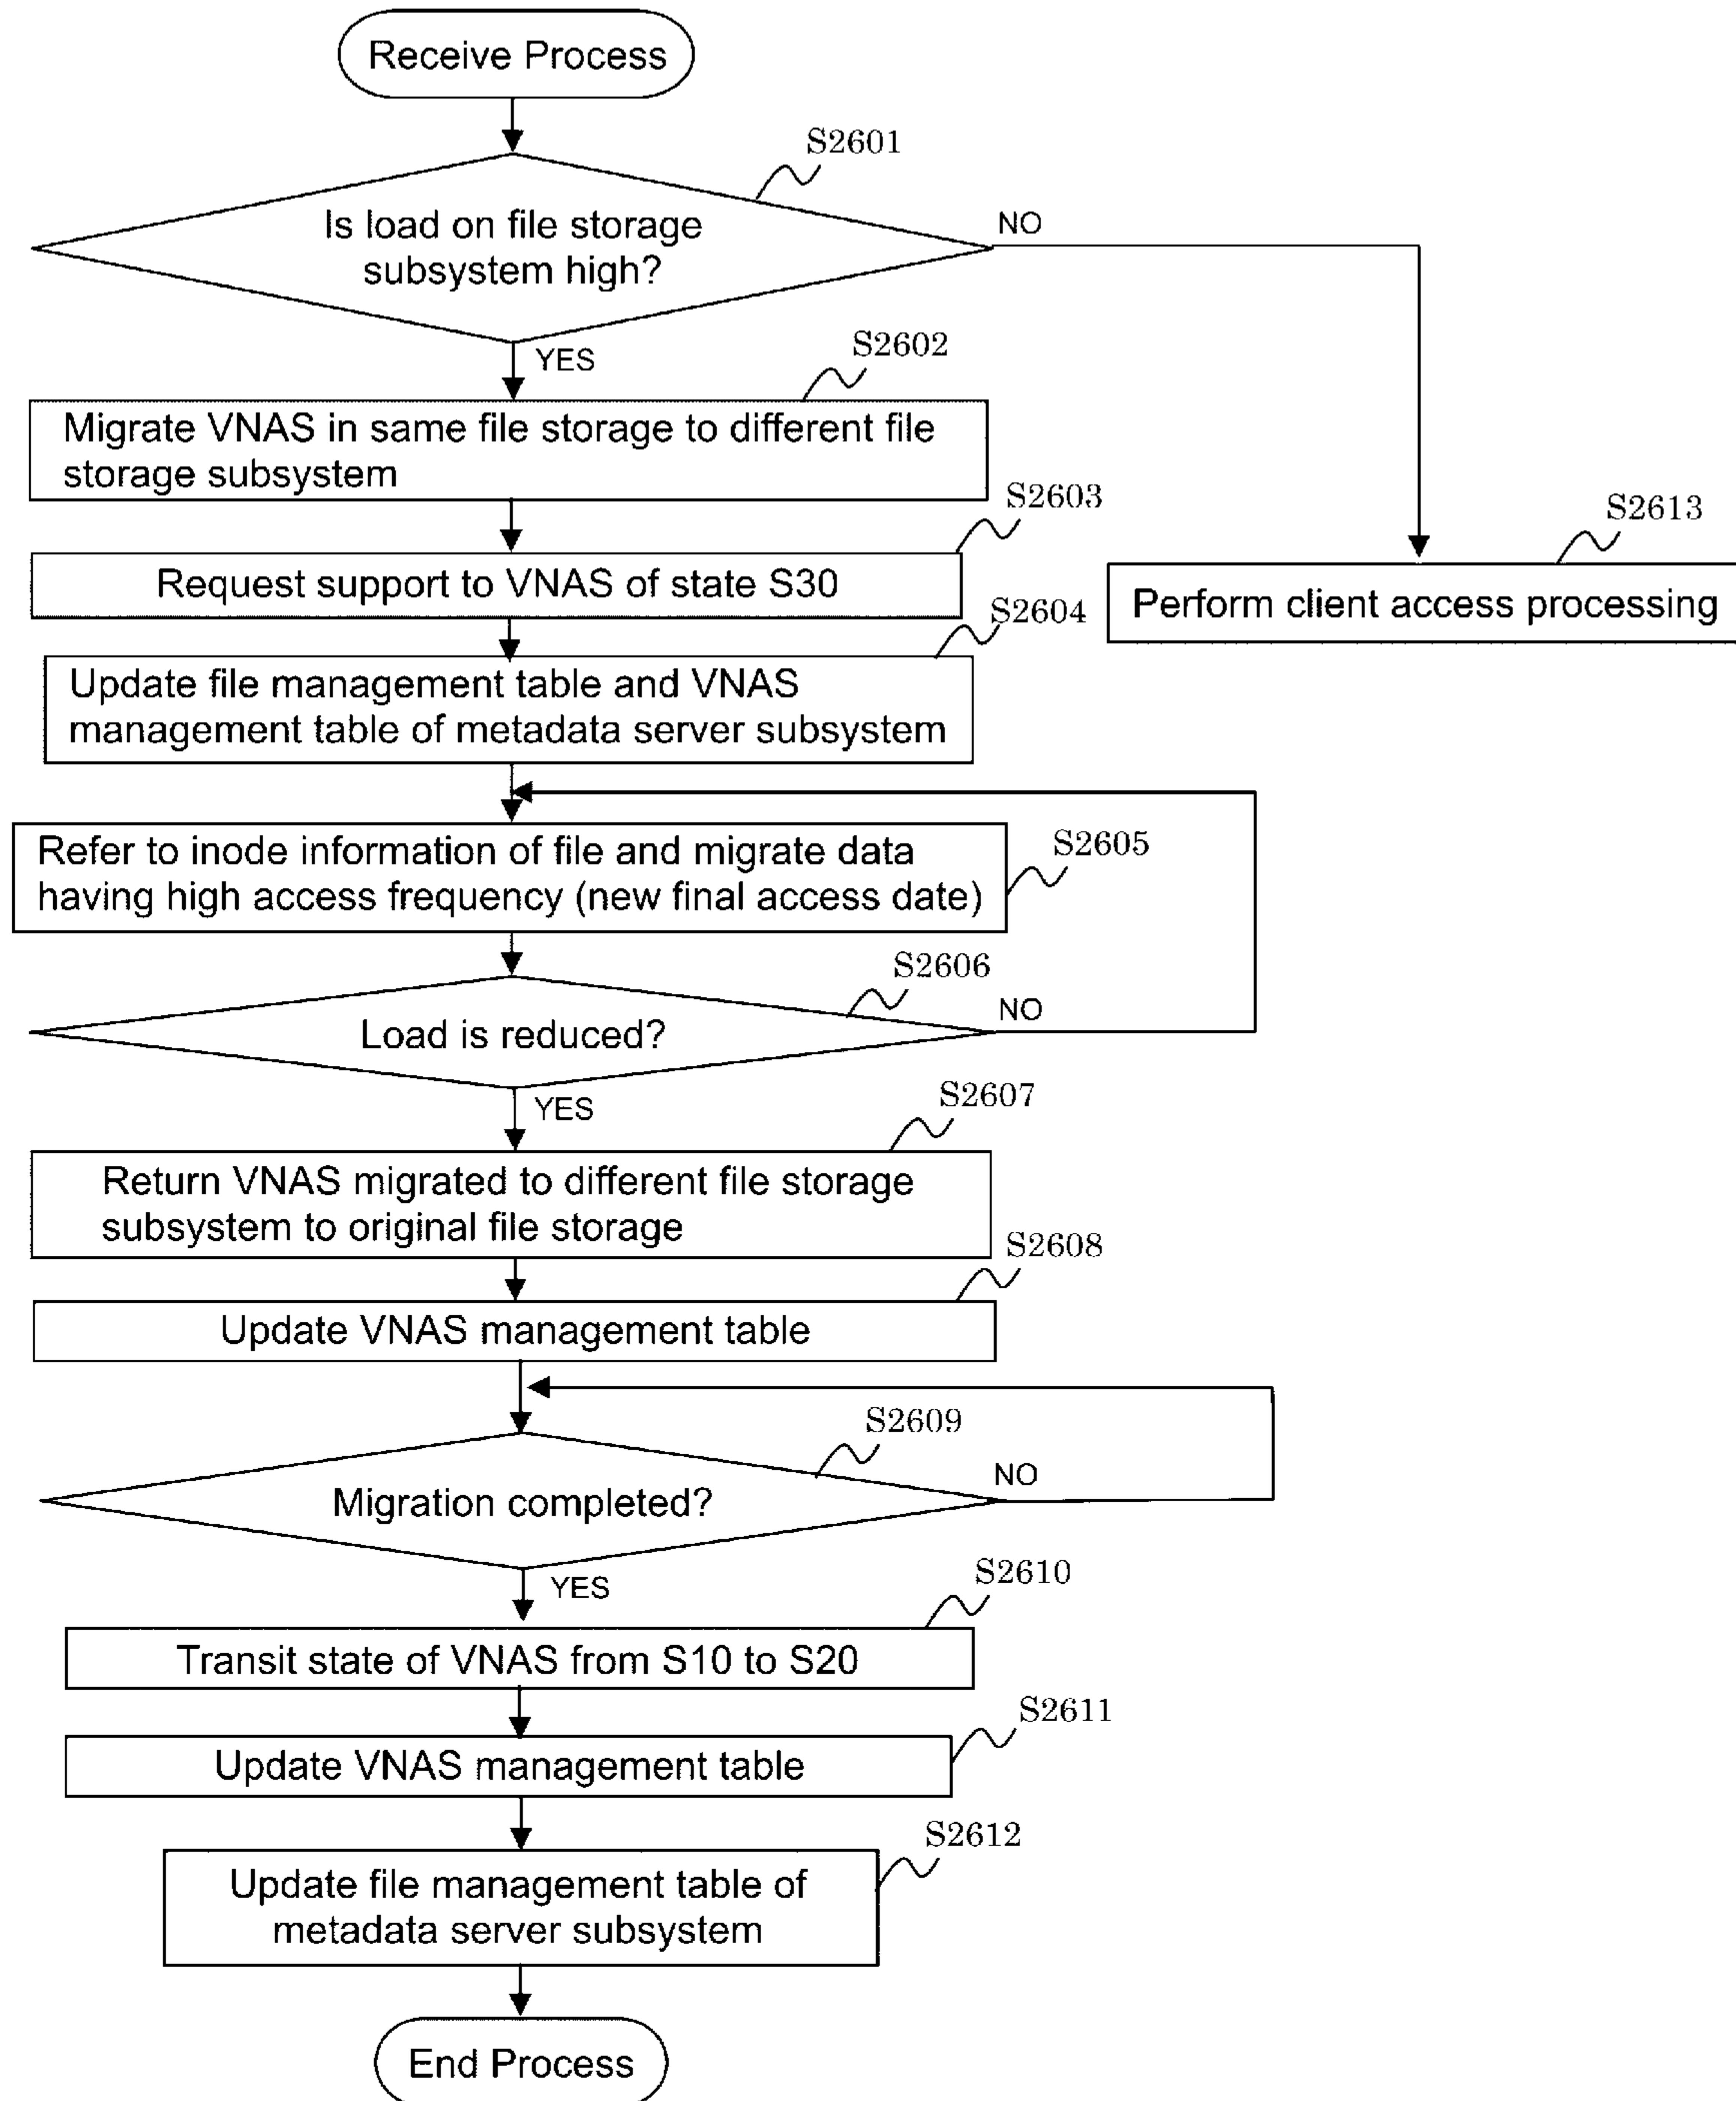 Receive Process
S2601
Is load on file storage
subsystem high?
NO
YES
S2602
Migrate VNAS in same file storage to different file
storage subsystem
S2603
Request support to VNAS of state S30
S2613
Perform client access processing
S2604
Update file management table and VNAS
management table of metadata server subsystem
Refer to inode information of file and migrate data
having high access frequency (new final access date)
S2605
S2606
Load is reduced?
NO
YES
S2607
Return VNAS migrated to different file storage
subsystem to original file storage
S2608
Update VNAS management table
S2609
Migration completed?
NO
YES
S2610
Transit state of VNAS from S10 to S20
S2611
Update VNAS management table
S2612
Update file management table of
metadata server subsystem
End Process